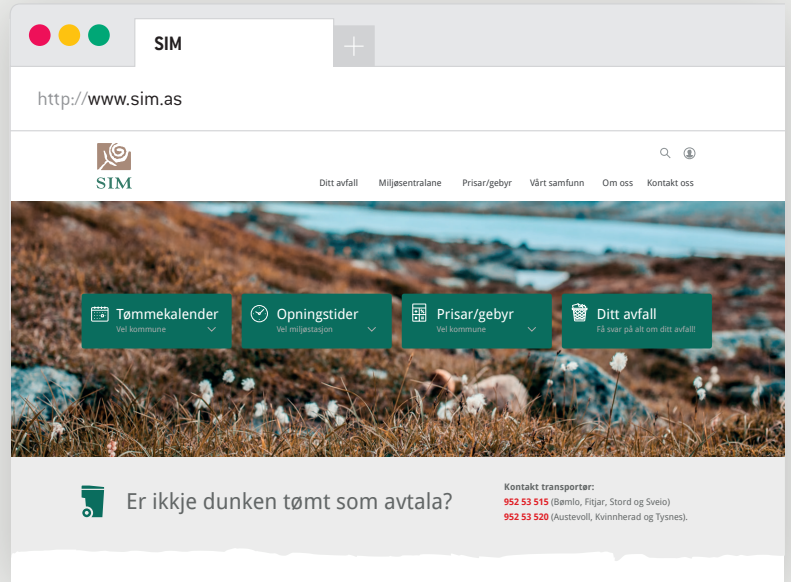 SIM
http://www.sim.as
SIM
Ditt avfall Miljøsentralane Prisar/gebyr Vårt samfunn Om oss Kontakt oss
Tømmekalender
Vel kommune
Opningstider
Vel miljøstasjon
Prisar/gebyr
Vel kommune
Ditt avfall
Få svar på alt om ditt avfall!
Er ikkje dunken tømt som avtala?
Kontakt transportør:
952 53 515 (Bømlo, Fitjar, Stord og Sveio)
952 53 520 (Austevoll, Kvinnherad og Tysnes).